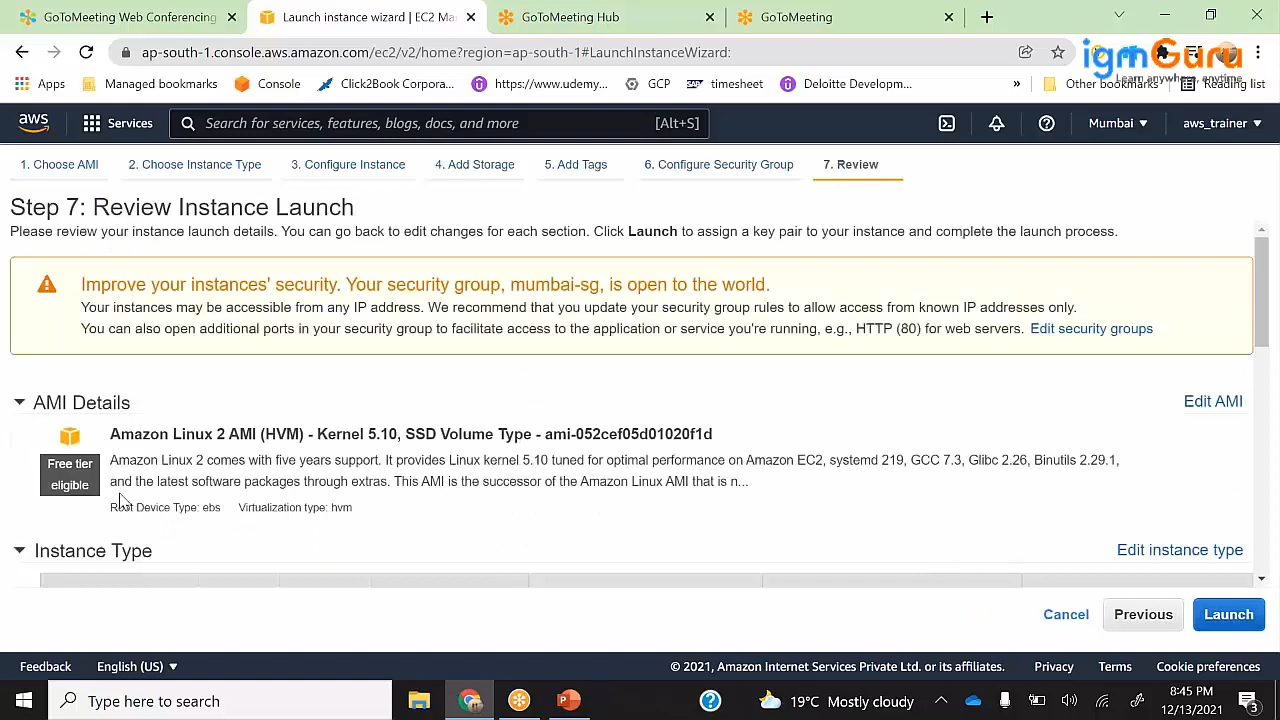 GoToMeeting Web Conferencing
Launch instance wizard | EC2 Ma
GoToMeeting Hub
GoToMeeting
ap-south-1.console.aws.amazon.com/ec2/v2/home?region=ap-south-1#LaunchInstanceWizard:
igmGuru
Learn anywhere, anytime
Apps
Managed bookmarks
Console
Click2Book Corpora...
https://www.udemy...
GCP
timesheet
Deloitte Developm...
»
Other bookmarks
Reading list
aws
Services
Search for services, features, blogs, docs, and more
[Alt+S]
Mumbai
aws_trainer
1. Choose AMI
2. Choose Instance Type
3. Configure Instance
4. Add Storage
5. Add Tags
6. Configure Security Group
7. Review
Step 7: Review Instance Launch
Please review your instance launch details. You can go back to edit changes for each section. Click Launch to assign a key pair to your instance and complete the launch process.
Improve your instances' security. Your security group, mumbai-sg, is open to the world.
Your instances may be accessible from any IP address. We recommend that you update your security group rules to allow access from known IP addresses only.
You can also open additional ports in your security group to facilitate access to the application or service you're running, e.g., HTTP (80) for web servers. Edit security groups
AMI Details
Edit AMI
Amazon Linux 2 AMI (HVM) - Kernel 5.10, SSD Volume Type - ami-052cef05d01020f1d
Free tier
eligible
Amazon Linux 2 comes with five years support. It provides Linux kernel 5.10 tuned for optimal performance on Amazon EC2, systemd 219, GCC 7.3, Glibc 2.26, Binutils 2.29.1,
and the latest software packages through extras. This AMI is the successor of the Amazon Linux AMI that is n...
Root Device Type: ebs
Virtualization type: hvm
Instance Type
Edit instance type
Cancel
Previous
Launch
Feedback
English (US)
© 2021, Amazon Internet Services Private Ltd. or its affiliates.
Privacy
Terms
Cookie preferences
Type here to search
19°C Mostly cloudy
8:45 PM
12/13/2021
3